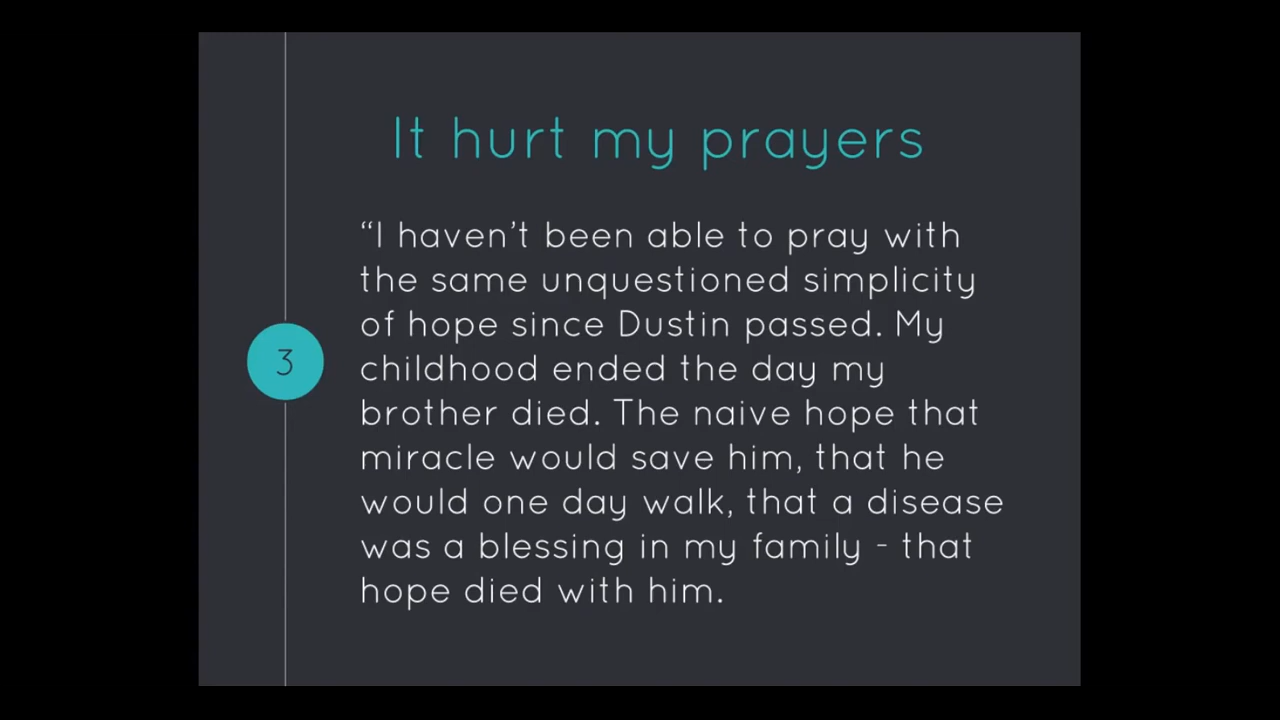 It hurt my prayers
“I haven’t been able to pray with
the same unquestioned simplicity
of hope since Dustin passed. My
childhood ended the day my
brother died. The naive hope that
miracle would save him, that he
would one day walk, that a disease
was a blessing in my family - that
hope died with him.
3